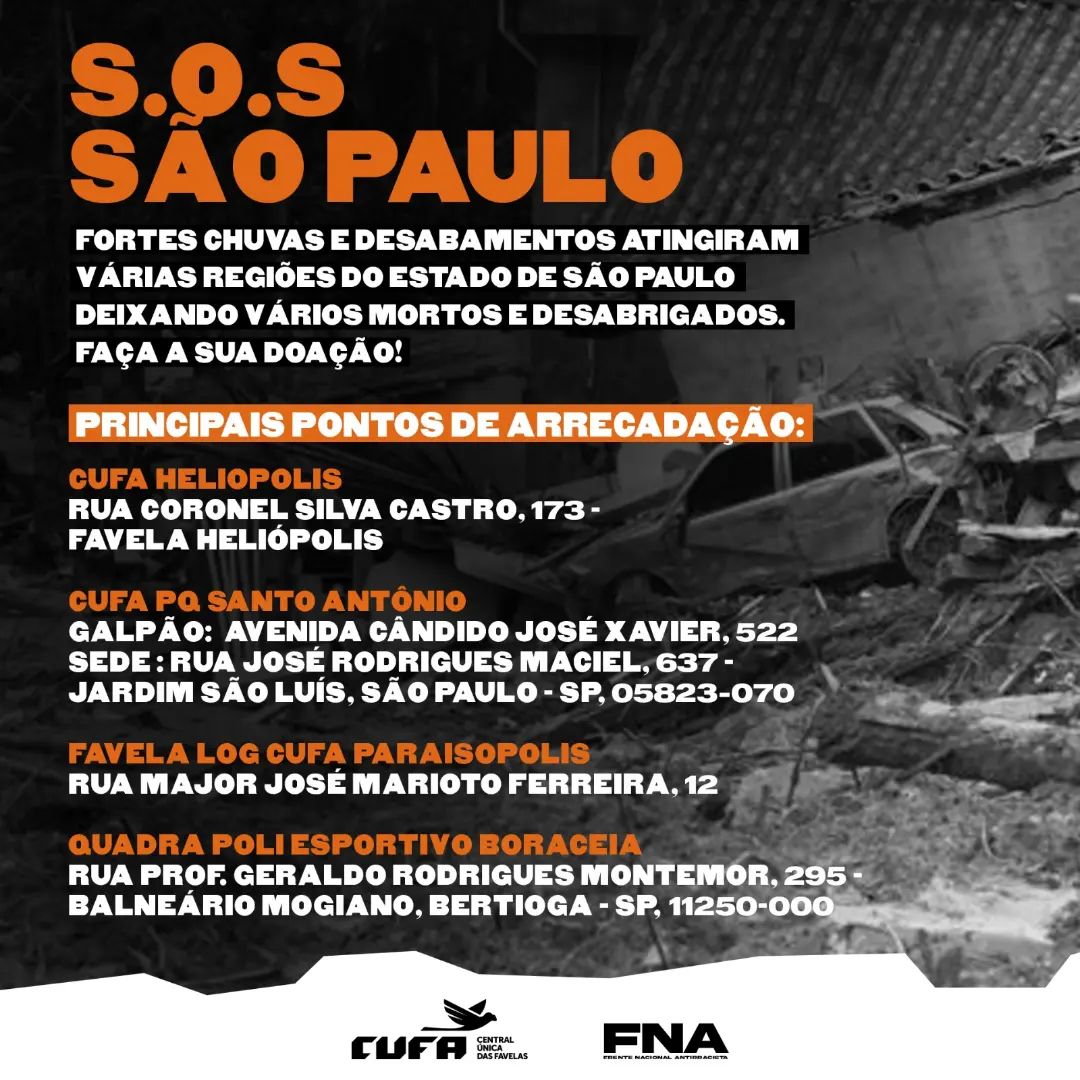 S.O.S
SÃO PAULO
FORTES CHUVAS E DESABAMENTOS ATINGIRAM
VÁRIAS REGIÕES DO ESTADO DE SÃO PAULO
DEIXANDO VÁRIOS MORTOS E DESABRIGADOS.
FAÇA A SUA DOAÇÃO!
PRINCIPAIS PONTOS DE ARRECADAÇÃO:
CUFA HELIOPOLIS
RUA CORONEL SILVA CASTRO, 173 -
FAVELA HELIÓPOLIS
CUFA PQ SANTO ANTÔNIO
GALPÃO: AVENIDA CÂNDIDO JOSÉ XAVIER, 522
SEDE : RUA JOSÉ RODRIGUES MACIEL, 637 -
JARDIM SÃO LUÍS, SÃO PAULO - SP, 05823-070
FAVELA LOG CUFA PARAISOPOLIS
RUA MAJOR JOSÉ MARIOTO FERREIRA, 12
QUADRA POLI ESPORTIVO BORACEIA
RUA PROF. GERALDO RODRIGUES MONTEMOR, 295 -
BALNEÁRIO MOGIANO, BERTIOGA - SP, 11250-000
CUFA
CENTRAL
ÚNICA
DAS FAVELAS
FNA
FRENTE NACIONAL ANTIRRACISTA